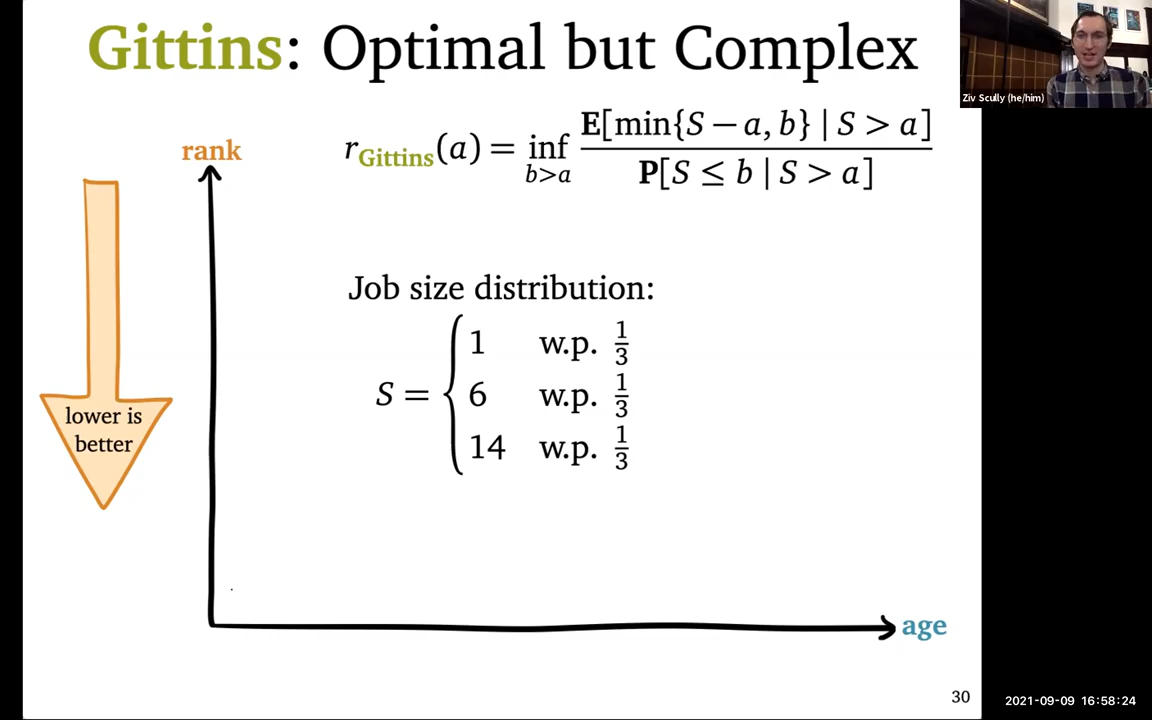 Gittins: Optimal but Complex
Ziv Scully (he/him)
rank
r_Gittins(a) = inf_{b>a} E[min{S − a, b} | S > a] / P[S ≤ b | S > a]
Job size distribution:
S = { 1 w.p. 1/3
6 w.p. 1/3
14 w.p. 1/3
lower is
better
age
30
2021-09-09 16:58:24